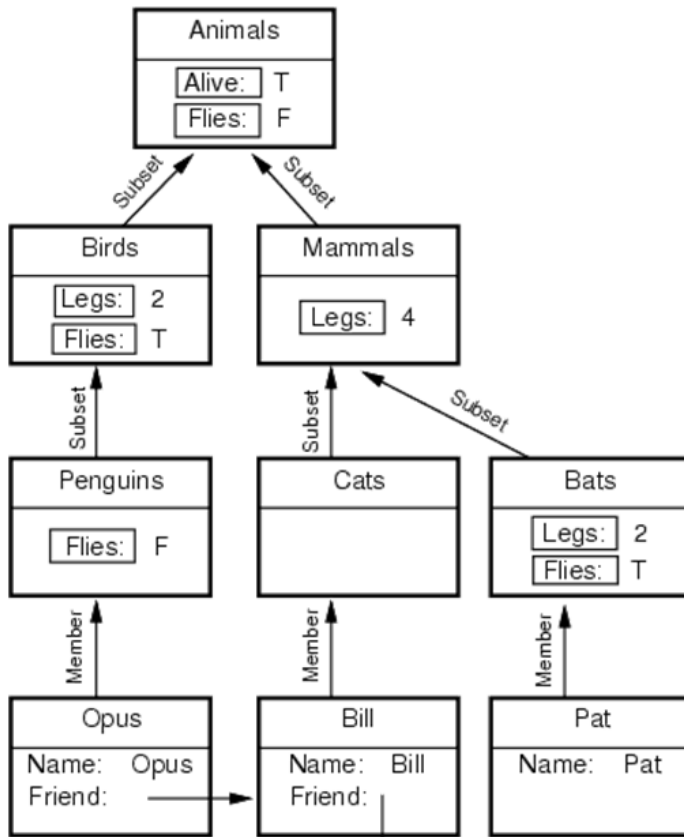 Animals
Alive: T
Flies: F
Subset
Subset
Birds
Legs: 2
Flies: T
Mammals
Legs: 4
Subset
Subset
Subset
Penguins
Flies: F
Cats
Bats
Legs: 2
Flies: T
Member
Member
Member
Opus
Name: Opus
Friend:
Bill
Name: Bill
Friend:
Pat
Name: Pat